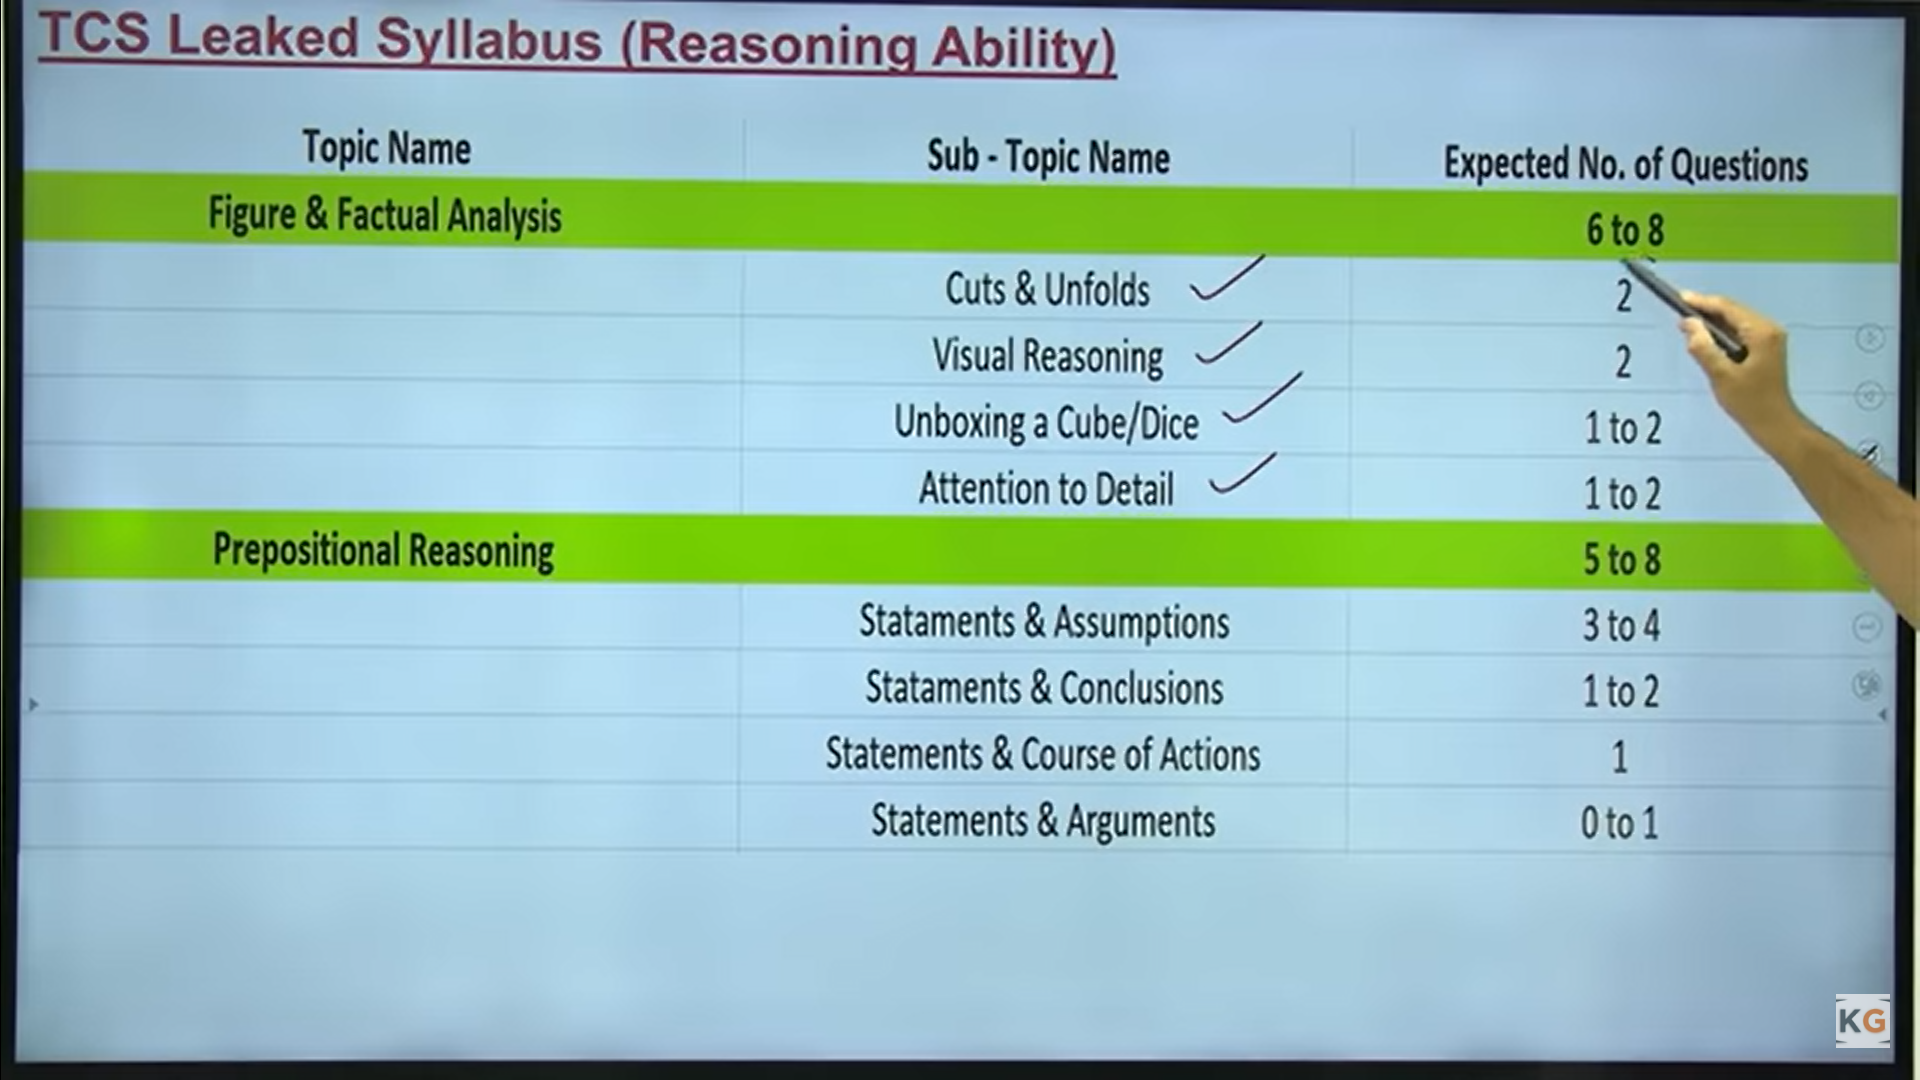 TCS Leaked Syllabus (Reasoning Ability)
Topic Name Sub - Topic Name Expected No. of Questions
Figure & Factual Analysis 6 to 8
Cuts & Unfolds 2
Visual Reasoning 2
Unboxing a Cube/Dice 1 to 2
Attention to Detail 1 to 2
Prepositional Reasoning 5 to 8
Stataments & Assumptions 3 to 4
Stataments & Conclusions 1 to 2
Statements & Course of Actions 1
Statements & Arguments 0 to 1
KG